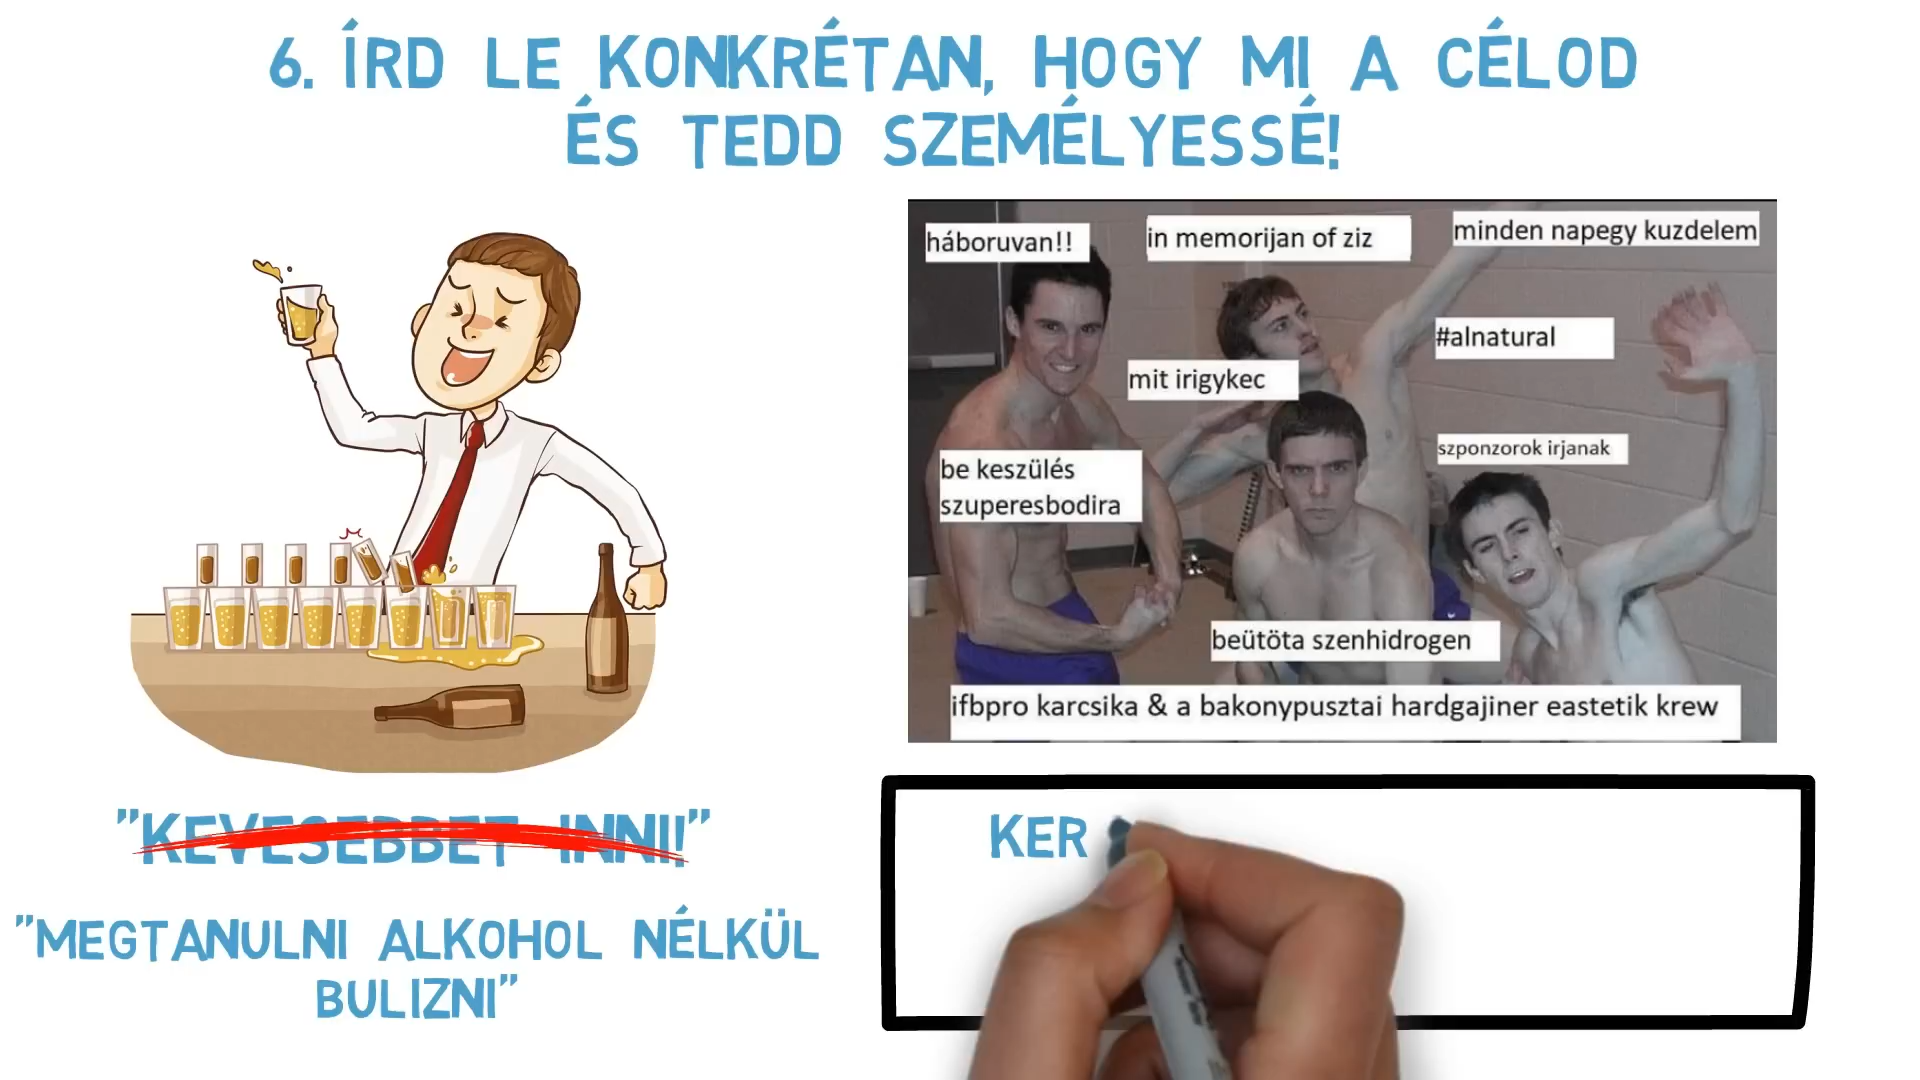 6. ÍRD LE KONKRÉTAN, HOGY MI A CÉLOD
ÉS TEDD SZEMÉLYESSÉ!
háboruvan!!
in memorijan of ziz
minden napegy kuzdelem
#alnatural
mit irigykec
szponzorok irjanak
be keszülés
szuperesbodira
beütöta szenhidrogen
ifbpro karcsika & a bakonypusztai hardgajiner eastetik krew
"KEVESEBBET INNI!"
"MEGTANULNI ALKOHOL NÉLKÜL
BULIZNI"
KER